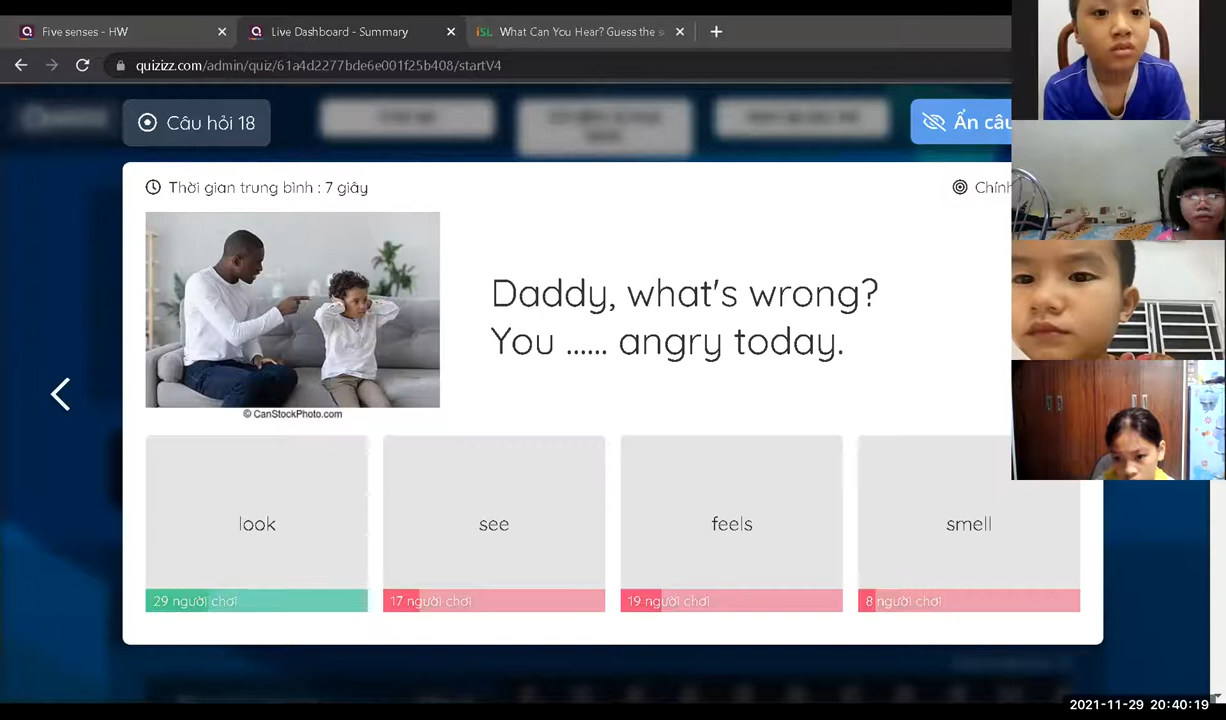 Five senses - HW
Live Dashboard - Summary
iSL What Can You Hear? Guess the s
quizizz.com/admin/quiz/61a4d2277bde6e001f25b408/startV4
Câu hỏi 18
Ẩn câu
Thời gian trung bình : 7 giây
Chính
Daddy, what's wrong?
You ...... angry today.
© CanStockPhoto.com
look
see
feels
smell
29 người chơi
17 người chơi
19 người chơi
8 người chơi
2021-11-29 20:40:19